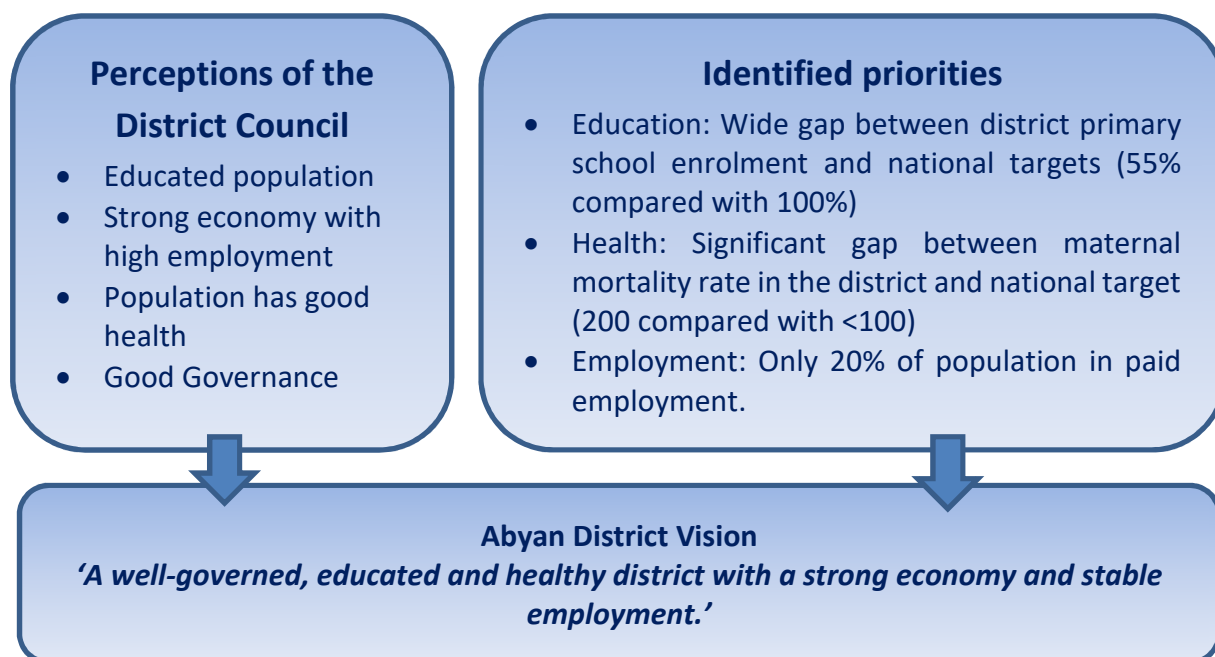 Perceptions of the
District Council
• Educated population
• Strong economy with
high employment
• Population has good
health
• Good Governance
Identified priorities
• Education: Wide gap between district primary
school enrolment and national targets (55%
compared with 100%)
• Health: Significant gap between maternal
mortality rate in the district and national target
(200 compared with <100)
• Employment: Only 20% of population in paid
employment.
Abyan District Vision
‘A well-governed, educated and healthy district with a strong economy and stable
employment.’